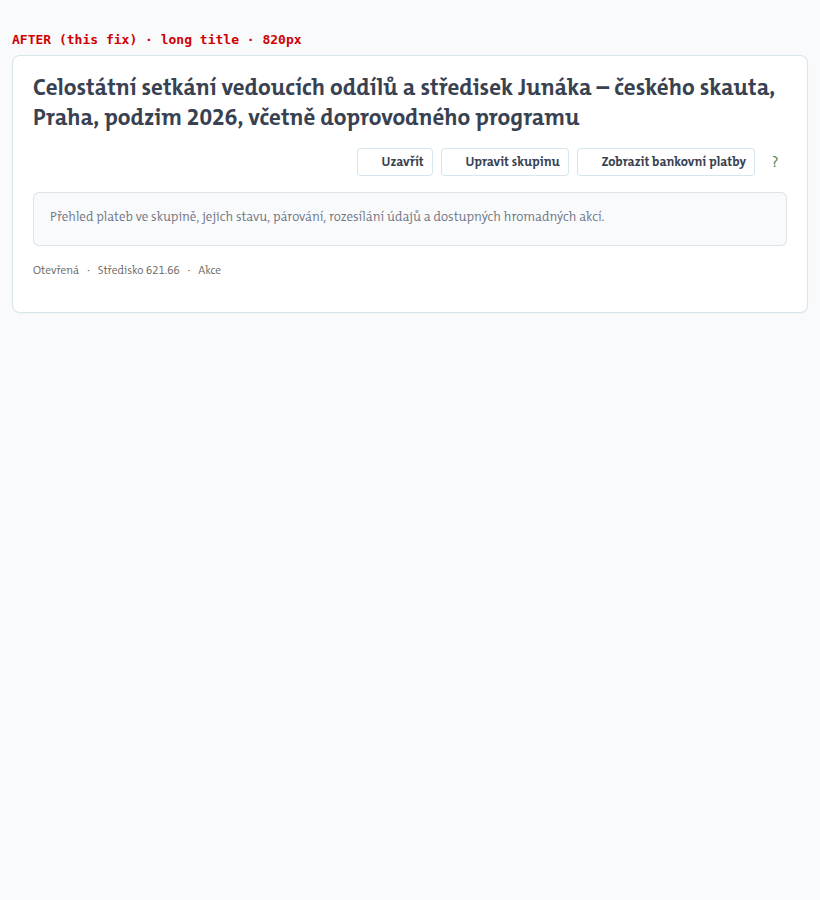 AFTER (this fix) · long title · 820px
Celostátní setkání vedoucích oddílů a středisek Junáka – českého skauta,
Praha, podzim 2026, včetně doprovodného programu
Uzavřít Upravit skupinu Zobrazit bankovní platby ?
Přehled plateb ve skupině, jejich stavu, párování, rozesílání údajů a dostupných hromadných akcí.
Otevřená · Středisko 621.66 · Akce